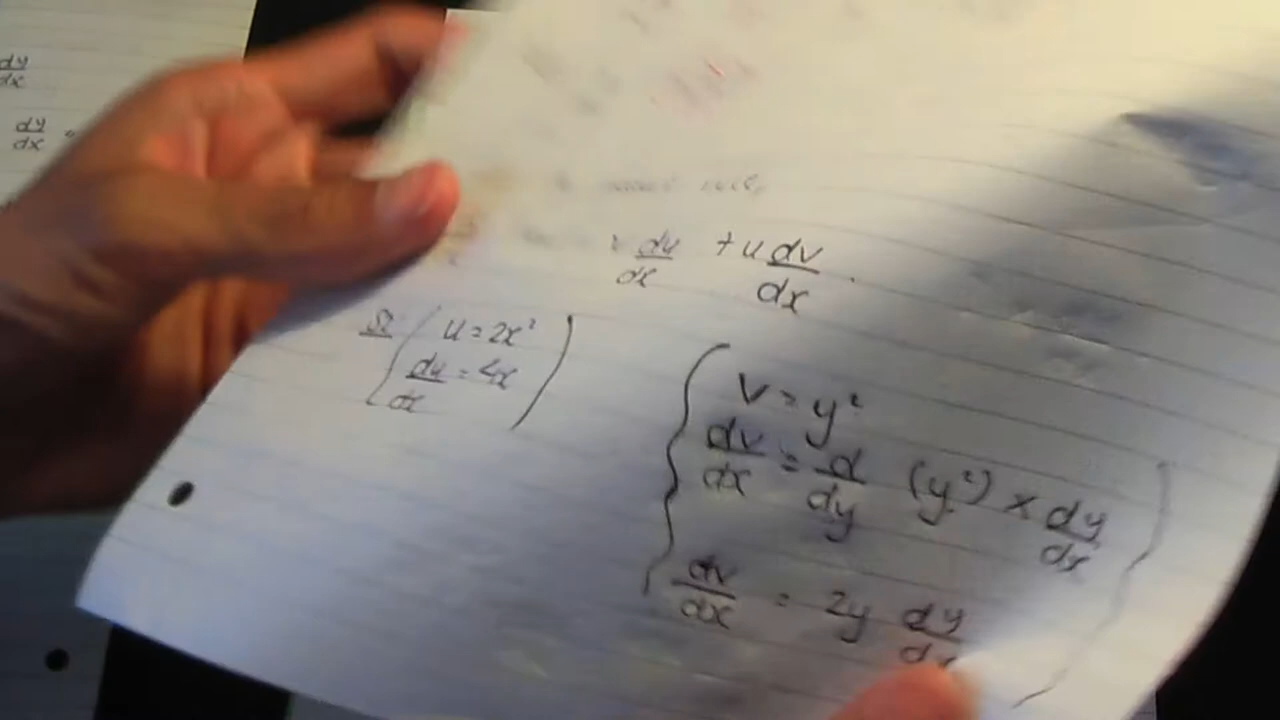 dy
dx
dy
dx
du + u dv
dx dx
u = 2x²
du = 4x
dx
v = y²
dv = d (y²) × dy
dx dy dx
dv = 2y dy
dx